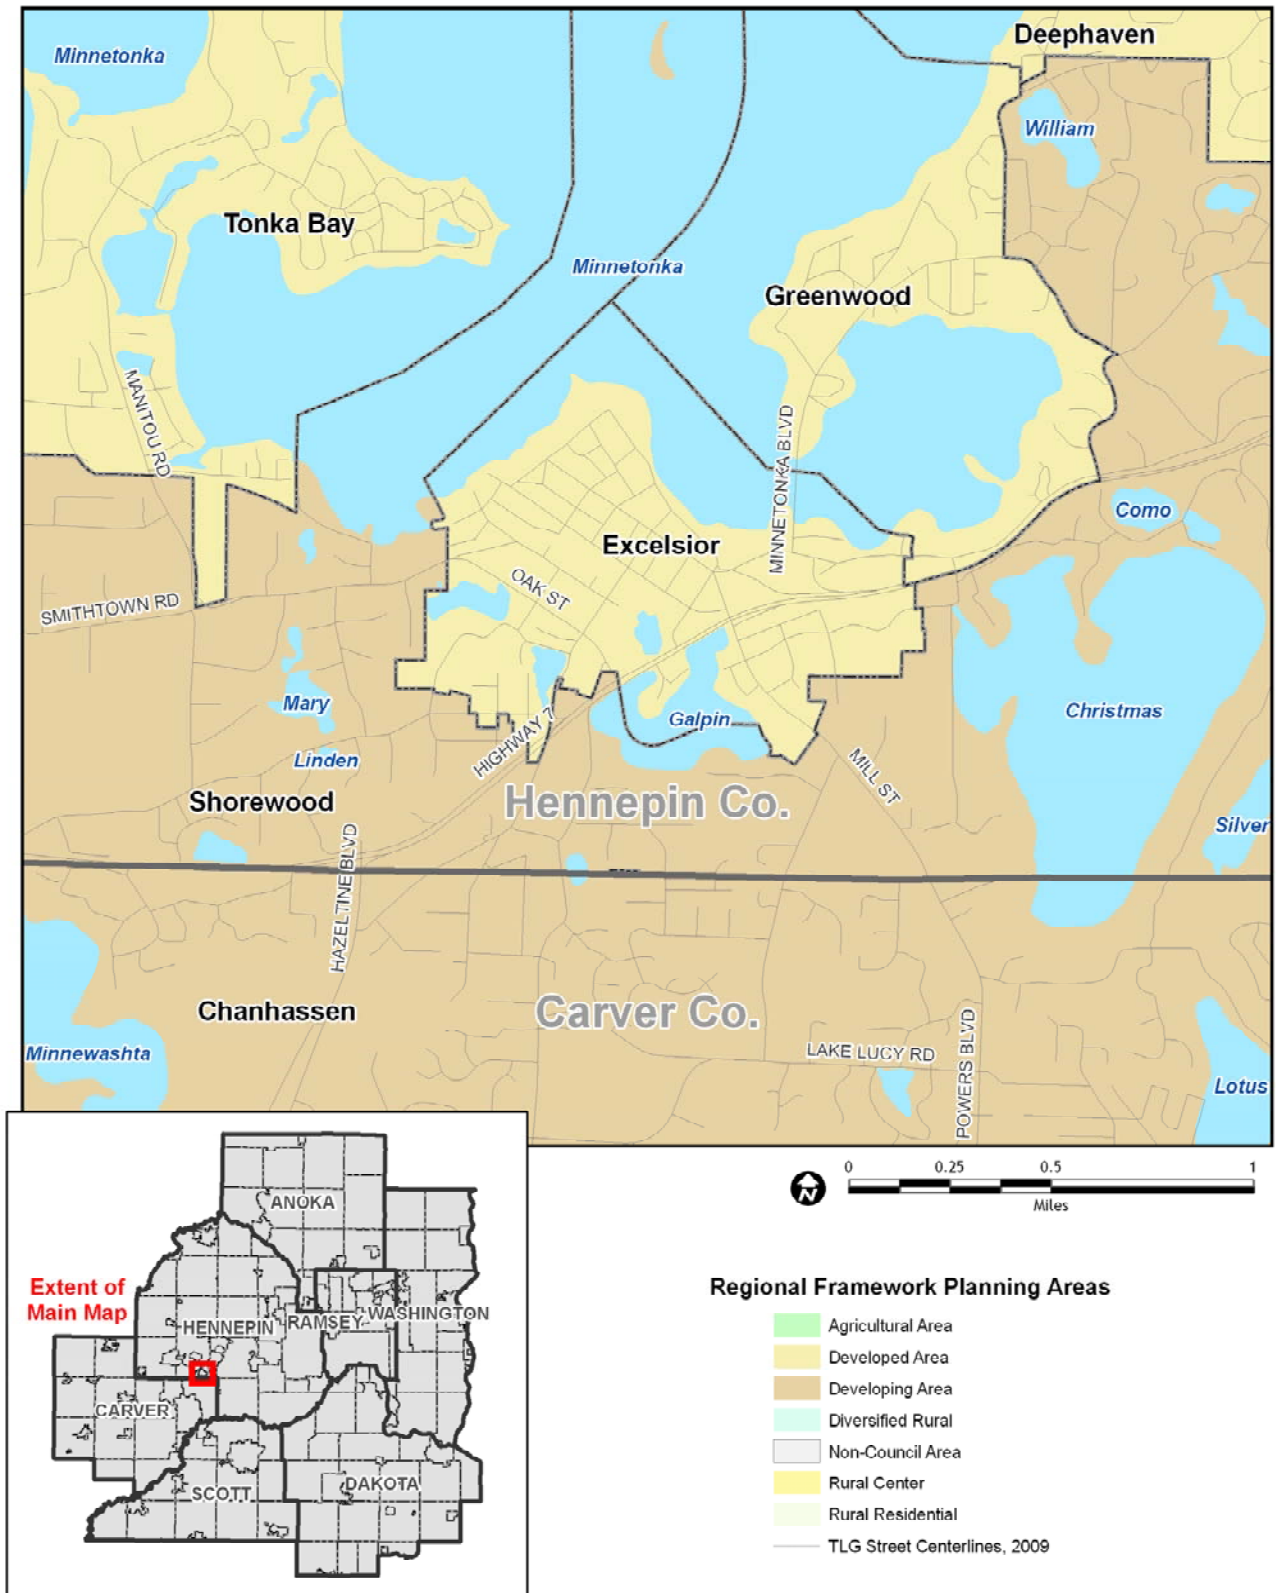 Deephaven
Minnetonka
William
Tonka Bay
Minnetonka
Greenwood
MANITOU RD
MINNETONKA BLVD
Como
Excelsior
OAK ST
SMITHTOWN RD
Mary
Galpin
Christmas
Linden
HIGHWAY 7
MILL ST
Shorewood
Hennepin Co.
Silver
HAZELTINE BLVD
Chanhassen
Carver Co.
Minnewashta
LAKE LUCY RD
POWERS BLVD
Lotus
0 0.25 0.5 1
Miles
N
ANOKA
Extent of
Main Map
HENNEPIN
RAMSEY
WASHINGTON
CARVER
SCOTT
DAKOTA
Regional Framework Planning Areas
Agricultural Area
Developed Area
Developing Area
Diversified Rural
Non-Council Area
Rural Center
Rural Residential
TLG Street Centerlines, 2009